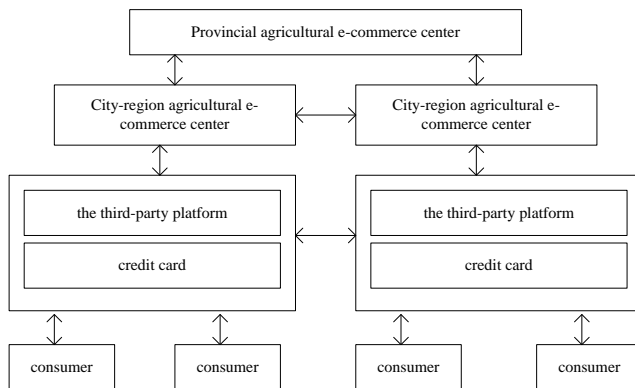 Provincial agricultural e-commerce center
City-region agricultural e-
commerce center
City-region agricultural e-
commerce center
the third-party platform
credit card
the third-party platform
credit card
consumer
consumer
consumer
consumer